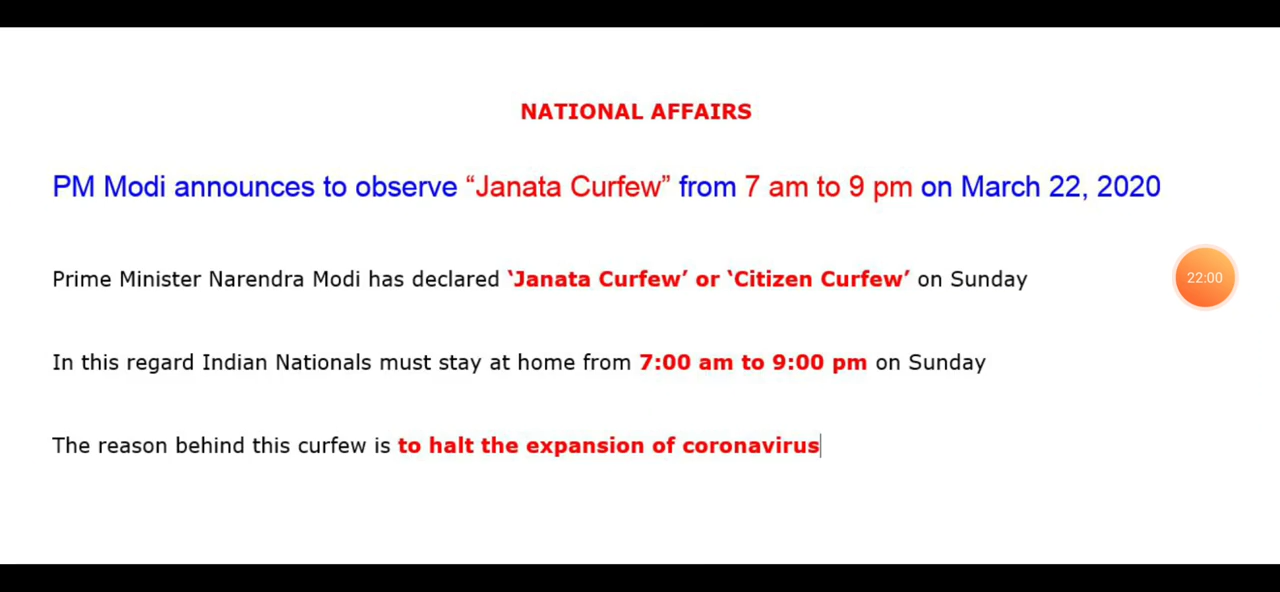 NATIONAL AFFAIRS
PM Modi announces to observe “Janata Curfew” from 7 am to 9 pm on March 22, 2020
Prime Minister Narendra Modi has declared ‘Janata Curfew’ or ‘Citizen Curfew’ on Sunday
22:00
In this regard Indian Nationals must stay at home from 7:00 am to 9:00 pm on Sunday
The reason behind this curfew is to halt the expansion of coronavirus